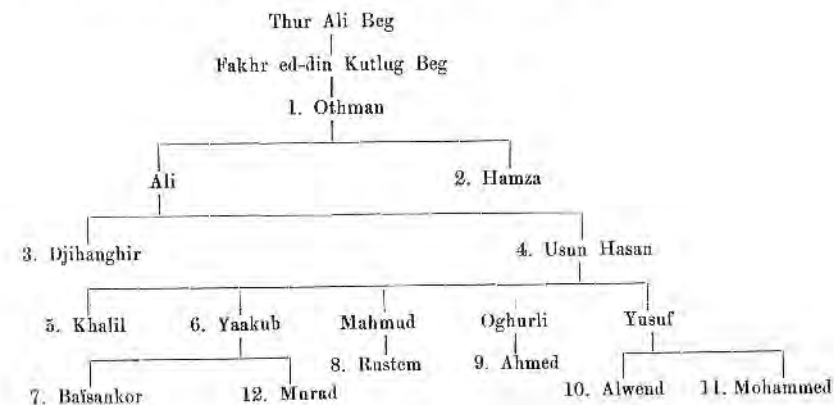 Thur Ali Beg
Fakhr ed-din Kutlug Beg
1. Othman
Ali 2. Hamza
3. Djihanghir 4. Usun Hasan
5. Khalil 6. Yaakub Mahmud Oghurli Yusuf
8. Rustem 9. Ahmed
7. Baïsankor 12. Murad 10. Alwend 11. Mohammed